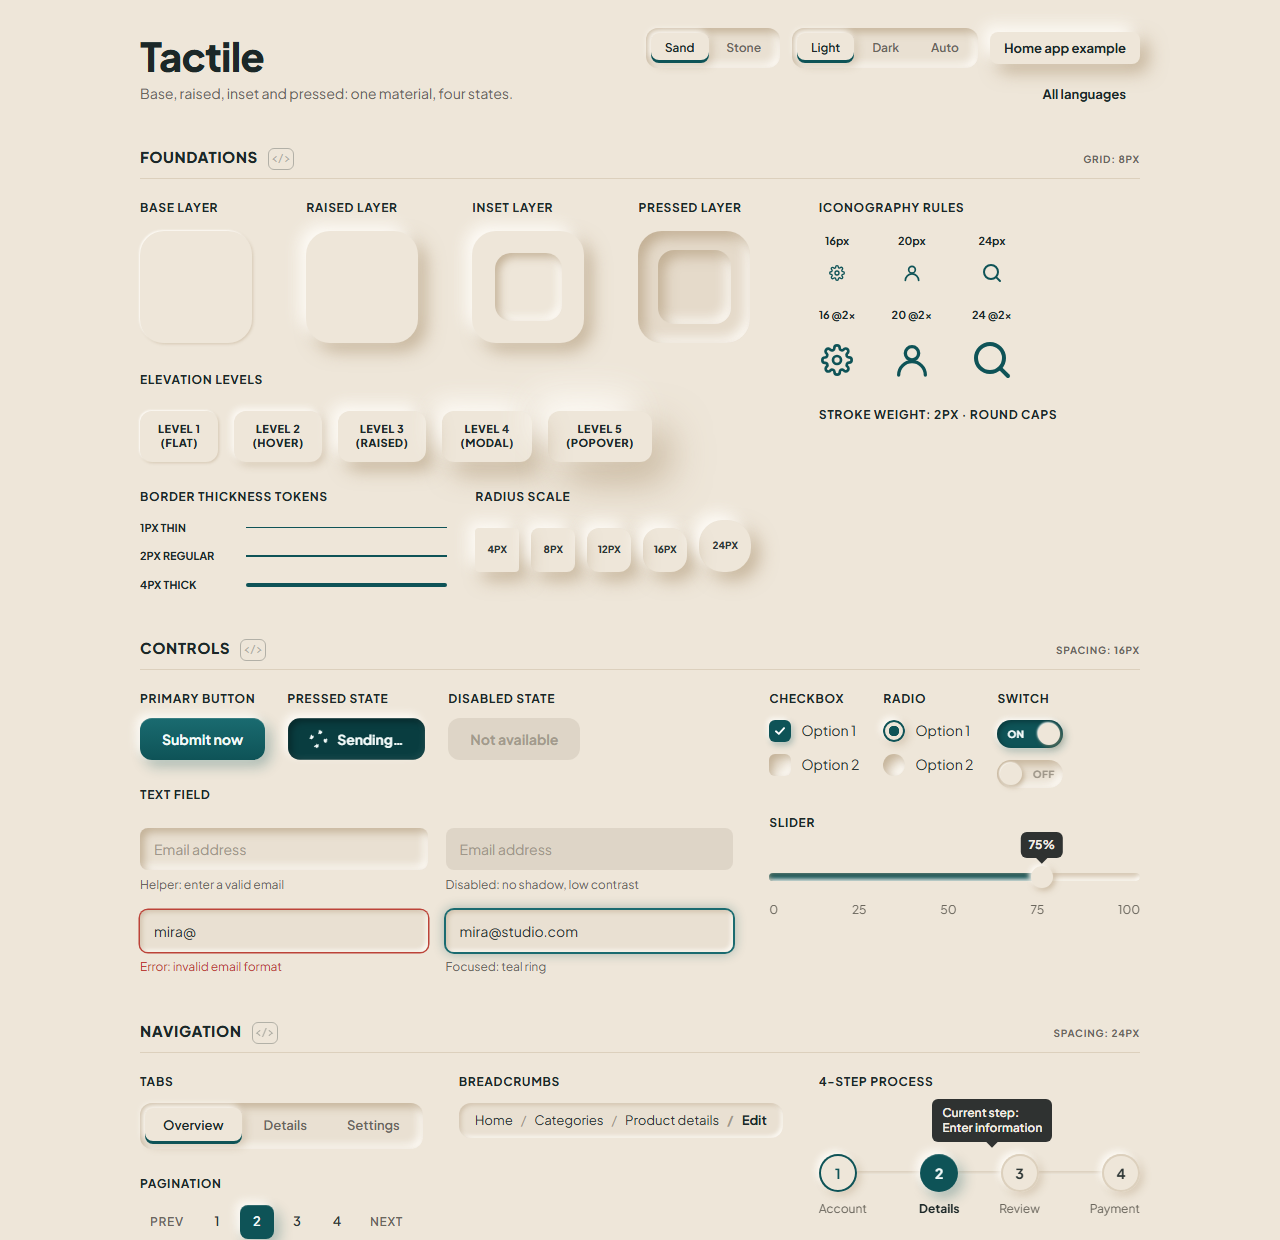 Tactile
Base, raised, inset and pressed: one material, four states.
Sand Stone
Light Dark Auto
Home app example
All languages
FOUNDATIONS </>
GRID: 8PX
BASE LAYER
RAISED LAYER
INSET LAYER
PRESSED LAYER
ICONOGRAPHY RULES
16px 20px 24px
16 @2× 20 @2× 24 @2×
STROKE WEIGHT: 2PX · ROUND CAPS
ELEVATION LEVELS
LEVEL 1
(FLAT)
LEVEL 2
(HOVER)
LEVEL 3
(RAISED)
LEVEL 4
(MODAL)
LEVEL 5
(POPOVER)
BORDER THICKNESS TOKENS
1PX THIN
2PX REGULAR
4PX THICK
RADIUS SCALE
4PX 8PX 12PX 16PX 24PX
CONTROLS </>
SPACING: 16PX
PRIMARY BUTTON
Submit now
PRESSED STATE
Sending...
DISABLED STATE
Not available
TEXT FIELD
Email address
Helper: enter a valid email
Email address
Disabled: no shadow, low contrast
mira@
Error: invalid email format
mira@studio.com
Focused: teal ring
CHECKBOX
Option 1
Option 2
RADIO
Option 1
Option 2
SWITCH
ON
OFF
SLIDER
75%
0 25 50 75 100
NAVIGATION </>
SPACING: 24PX
TABS
Overview Details Settings
BREADCRUMBS
Home / Categories / Product details / Edit
4-STEP PROCESS
Current step:
Enter information
1 2 3 4
Account Details Review Payment
PAGINATION
PREV 1 2 3 4 NEXT